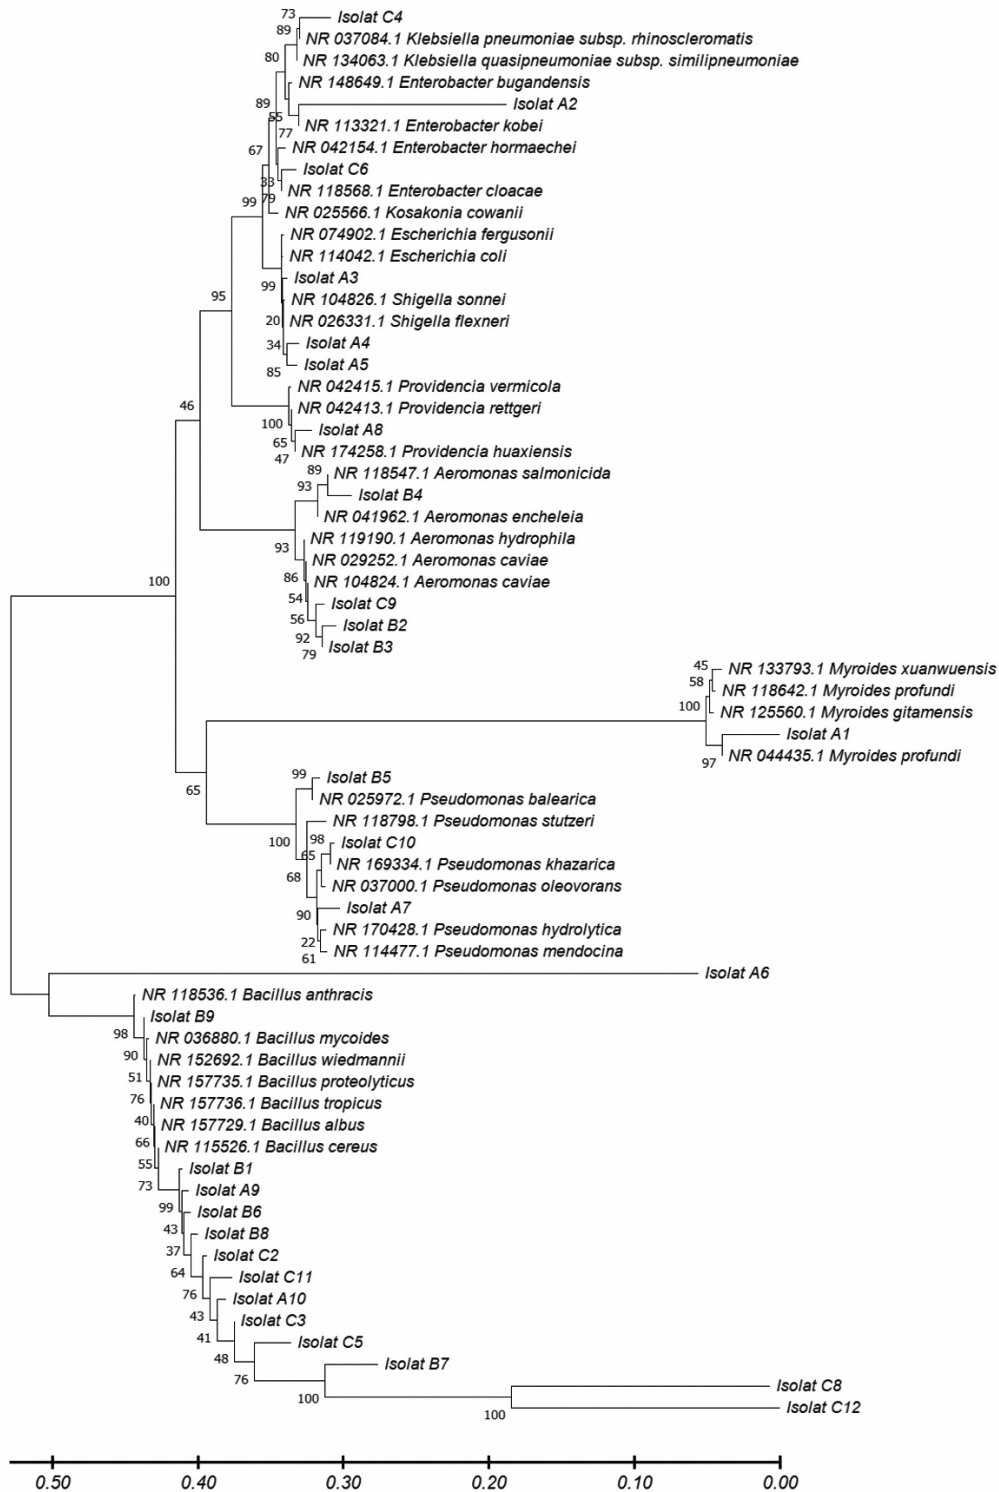 73
Isolat C4
89
NR 037084.1 Klebsiella pneumoniae subsp. rhinoscleromatis
80
NR 134063.1 Klebsiella quasipneumoniae subsp. similipneumoniae
NR 148649.1 Enterobacter bugandensis
89
Isolat A2
55
77
NR 113321.1 Enterobacter kobei
67
NR 042154.1 Enterobacter hormaechei
Isolat C6
33
NR 118568.1 Enterobacter cloacae
79
99
NR 025566.1 Kosakonia cowanii
NR 074902.1 Escherichia fergusonii
NR 114042.1 Escherichia coli
Isolat A3
99
95
NR 104826.1 Shigella sonnei
20
NR 026331.1 Shigella flexneri
34
Isolat A4
85
Isolat A5
NR 042415.1 Providencia vermicola
46
NR 042413.1 Providencia rettgeri
100
Isolat A8
65
NR 174258.1 Providencia huaxiensis
47
89
NR 118547.1 Aeromonas salmonicida
93
Isolat B4
NR 041962.1 Aeromonas encheleia
NR 119190.1 Aeromonas hydrophila
93
NR 029252.1 Aeromonas caviae
86
NR 104824.1 Aeromonas caviae
100
54
Isolat C9
56
Isolat B2
92
Isolat B3
79
45
NR 133793.1 Myroides xuanwuensis
58
NR 118642.1 Myroides profundi
100
NR 125560.1 Myroides gitamensis
Isolat A1
97
NR 044435.1 Myroides profundi
99
Isolat B5
65
NR 025972.1 Pseudomonas balearica
NR 118798.1 Pseudomonas stutzeri
100
98
Isolat C10
65
NR 169334.1 Pseudomonas khazarica
68
NR 037000.1 Pseudomonas oleovorans
Isolat A7
90
NR 170428.1 Pseudomonas hydrolytica
22
NR 114477.1 Pseudomonas mendocina
61
Isolat A6
NR 118536.1 Bacillus anthracis
Isolat B9
98
NR 036880.1 Bacillus mycoides
90
NR 152692.1 Bacillus wiedmannii
51
NR 157735.1 Bacillus proteolyticus
76
NR 157736.1 Bacillus tropicus
40
NR 157729.1 Bacillus albus
66
NR 115526.1 Bacillus cereus
55
Isolat B1
73
Isolat A9
99
Isolat B6
43
Isolat B8
37
Isolat C2
64
Isolat C11
76
Isolat A10
43
Isolat C3
41
Isolat C5
48
Isolat B7
76
Isolat C8
100
Isolat C12
100
0.50 0.40 0.30 0.20 0.10 0.00